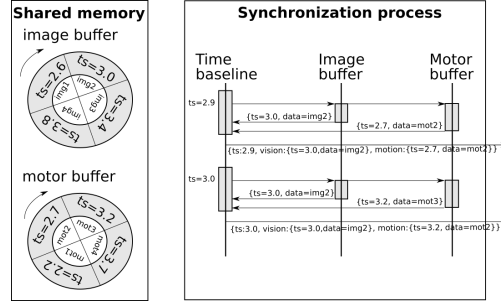 Shared memory
image buffer
ts=2.6
ts=3.0
img1
img2
img4
img3
ts=3.8
ts=3.4
motor buffer
ts=2.7
ts=3.2
mot2
mot3
mot1
mot4
ts=2.2
ts=3.7
Synchronization process
Time baseline
Image buffer
Motor buffer
ts=2.9
{ts=3.0, data=img2}
{ts=2.7, data=mot2}
{ts:2.9, vision:{ts=3.0,data=img2}, motion:{ts=2.7, data=mot2}}
ts=3.0
{ts=3.0, data=img2}
{ts=3.2, data=mot3}
{ts:3.0, vision:{ts=3.0,data=img2}, motion:{ts=3.2, data=mot2}}